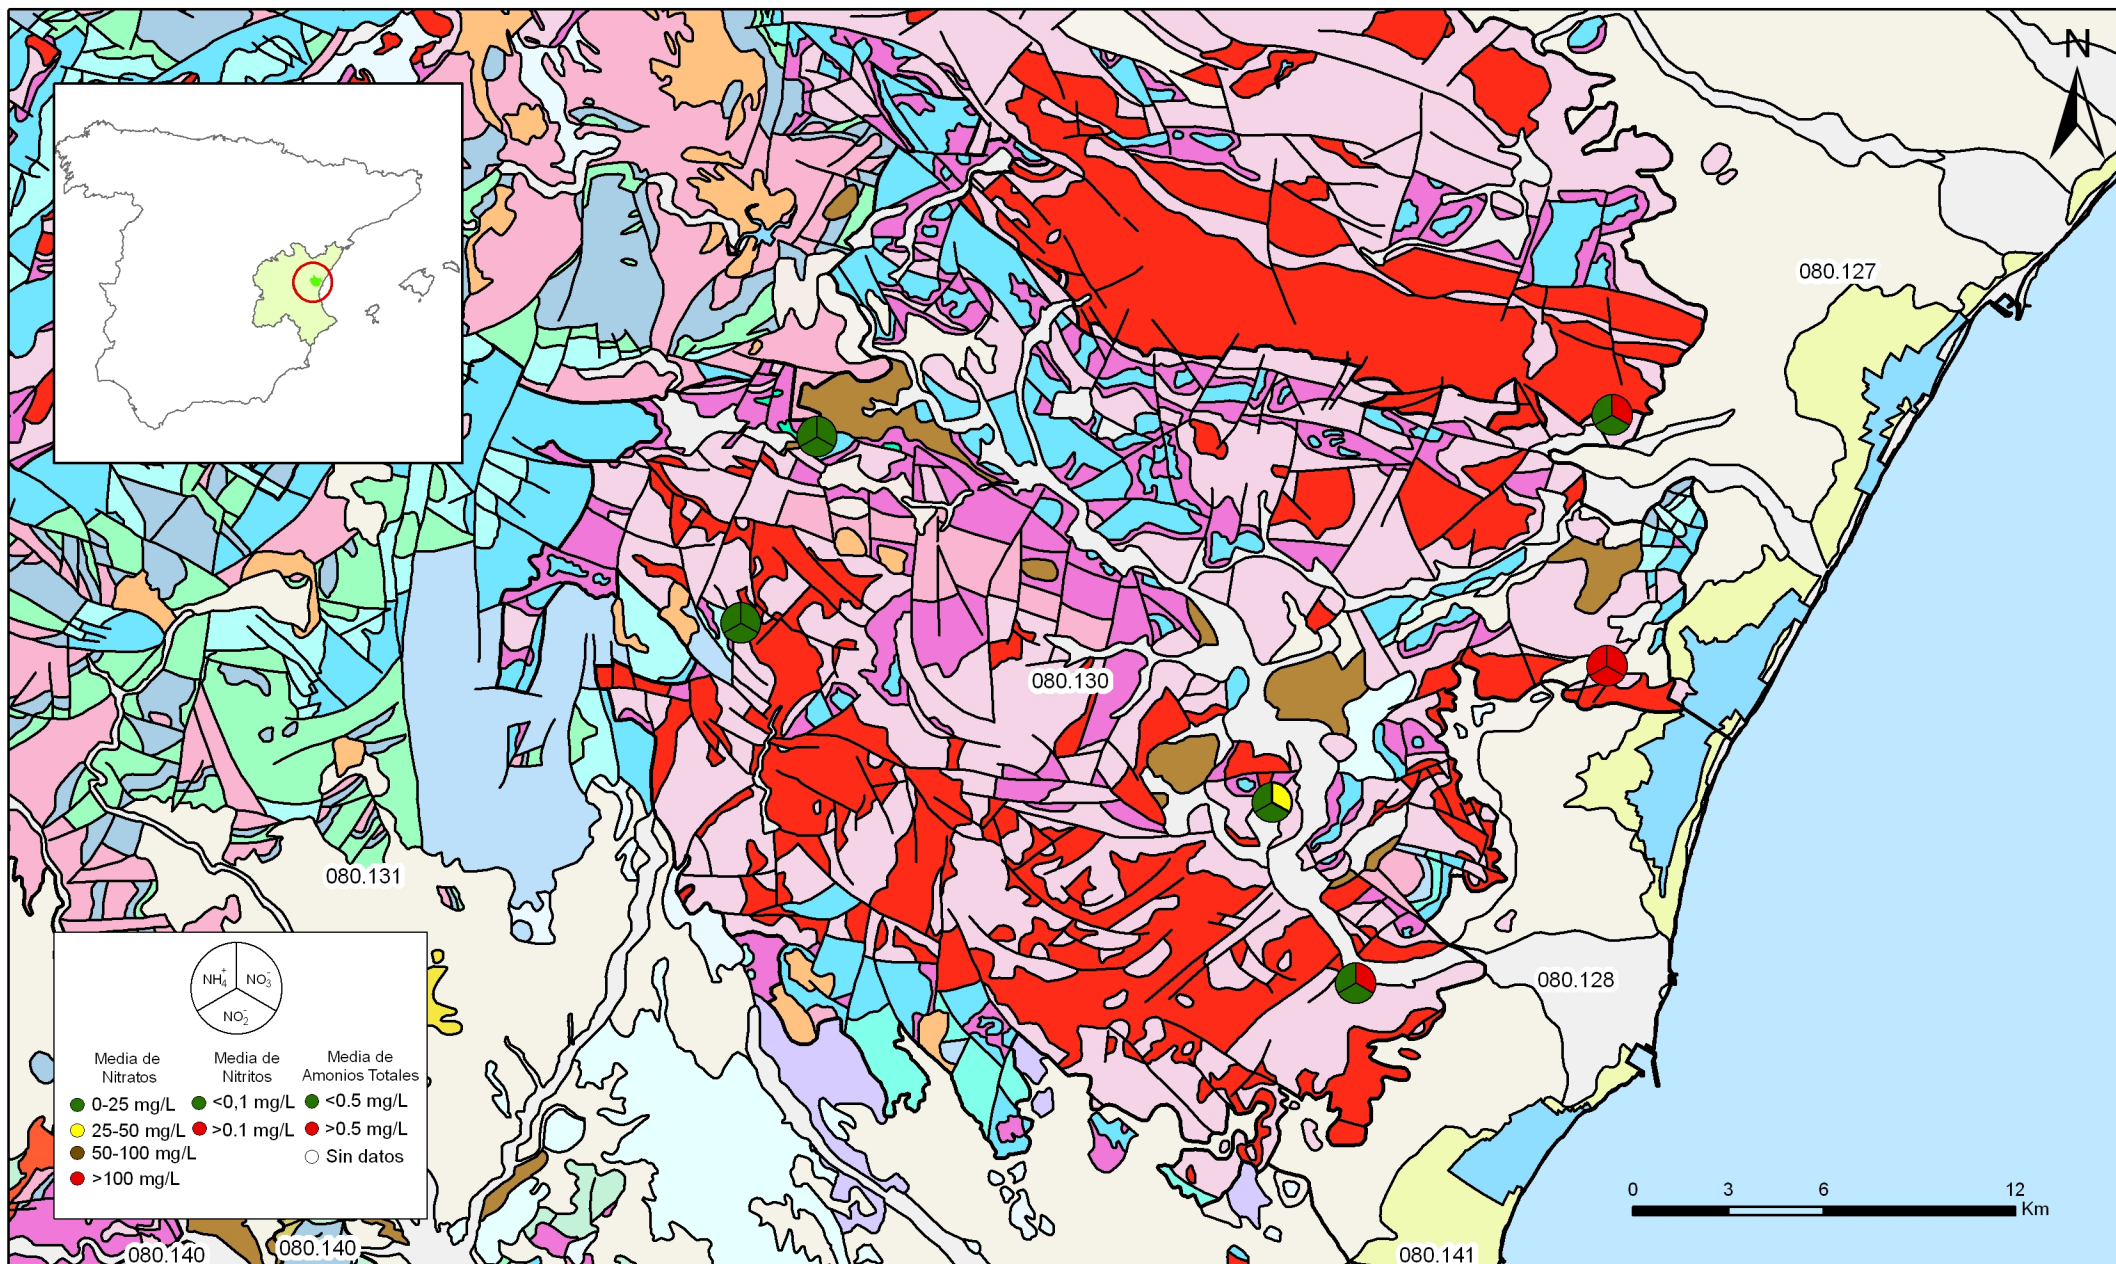 N
080.127
080.130
080.131
080.128
NH₄⁺ NO₃⁻
NO₂⁻
Media de Nitratos
0-25 mg/L
25-50 mg/L
50-100 mg/L
>100 mg/L
Media de Nitritos
<0,1 mg/L
>0.1 mg/L
Media de Amonios Totales
<0.5 mg/L
>0.5 mg/L
Sin datos
0 3 6 12
Km
080.140
080.140
080.141